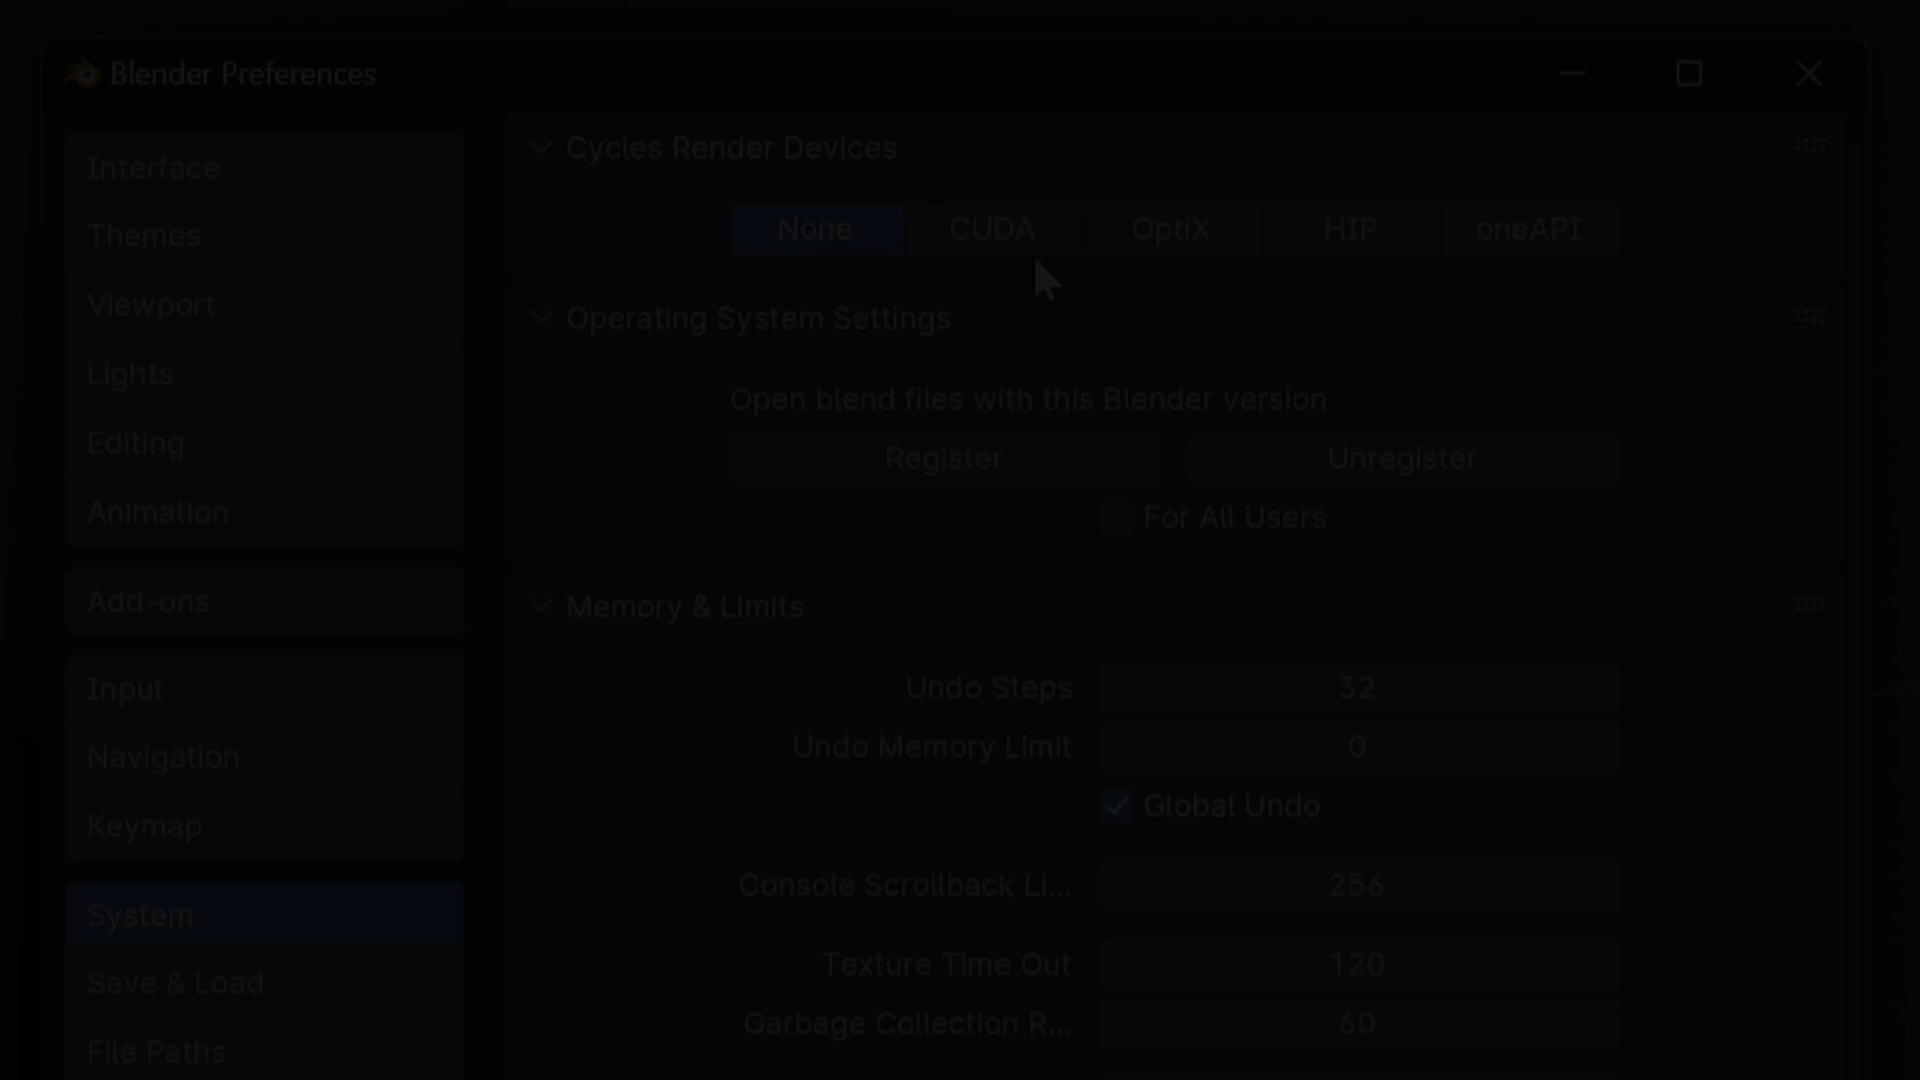 Blender Preferences
Interface
Themes
Viewport
Lights
Editing
Animation
Add-ons
Input
Navigation
Keymap
System
Save & Load
File Paths
Cycles Render Devices
None CUDA OptiX HIP oneAPI
Operating System Settings
Open blend files with this Blender version
Register Unregister
For All Users
Memory & Limits
Undo Steps 32
Undo Memory Limit 0
Global Undo
Console Scrollback Li... 256
Texture Time Out 120
Garbage Collection R... 60